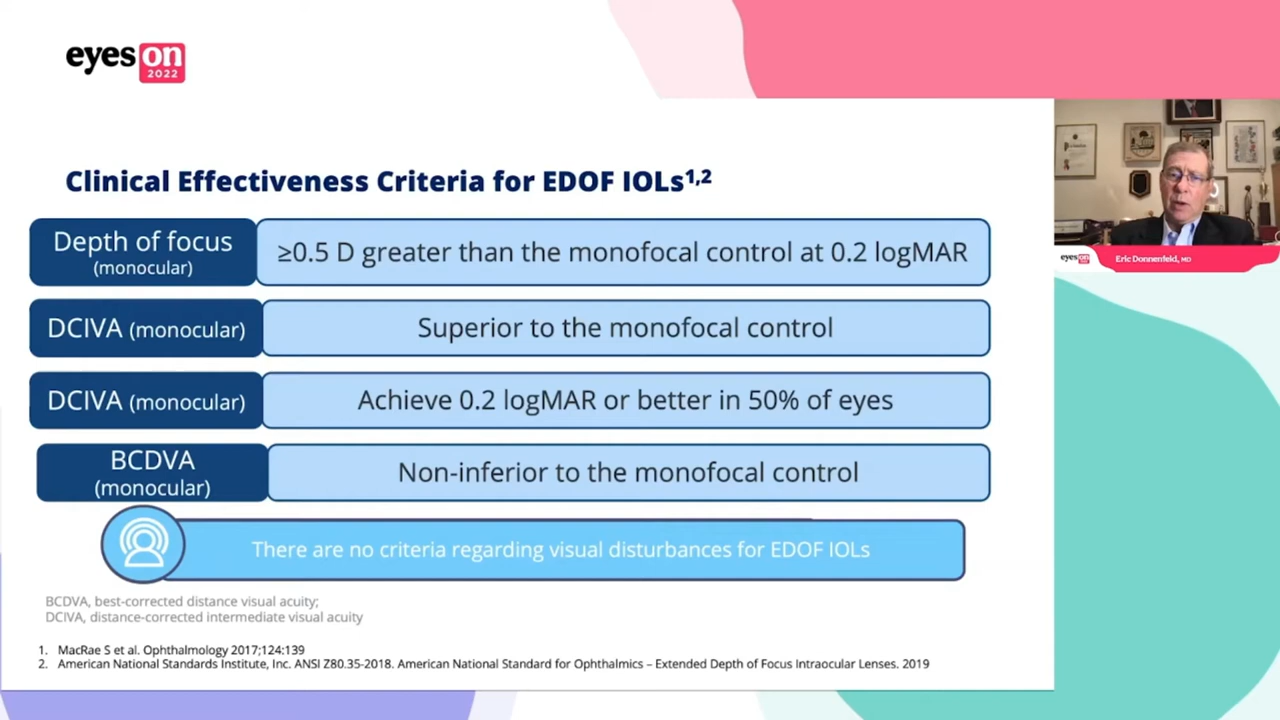 eyes on
2022
Clinical Effectiveness Criteria for EDOF IOLs1,2
Depth of focus
(monocular)
≥0.5 D greater than the monofocal control at 0.2 logMAR
DCIVA (monocular)
Superior to the monofocal control
DCIVA (monocular)
Achieve 0.2 logMAR or better in 50% of eyes
BCDVA
(monocular)
Non-inferior to the monofocal control
There are no criteria regarding visual disturbances for EDOF IOLs
BCDVA, best-corrected distance visual acuity;
DCIVA, distance-corrected intermediate visual acuity
1. MacRae S et al. Ophthalmology 2017;124:139
2. American National Standards Institute, Inc. ANSI Z80.35-2018. American National Standard for Ophthalmics – Extended Depth of Focus Intraocular Lenses. 2019
eyes on
Eric Donnenfeld, MD